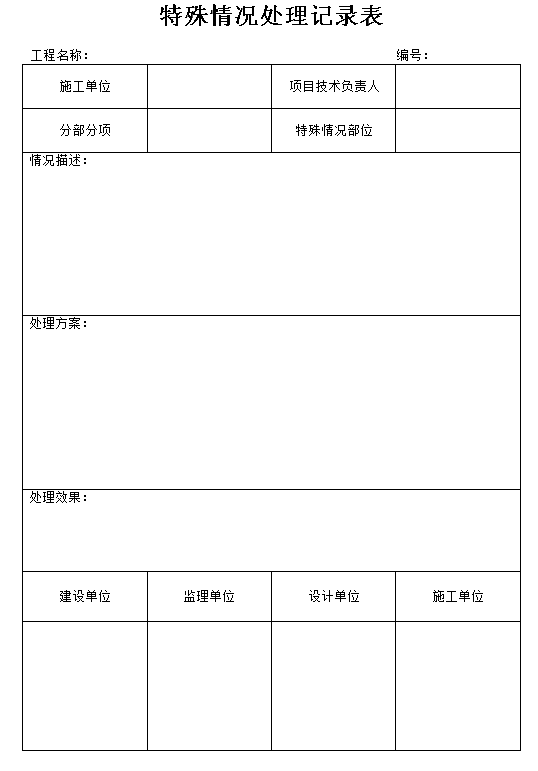 特殊情况处理记录表
工程名称： 编号：
施工单位 项目技术负责人
分部分项 特殊情况部位
情况描述：
处理方案：
处理效果：
建设单位 监理单位 设计单位 施工单位